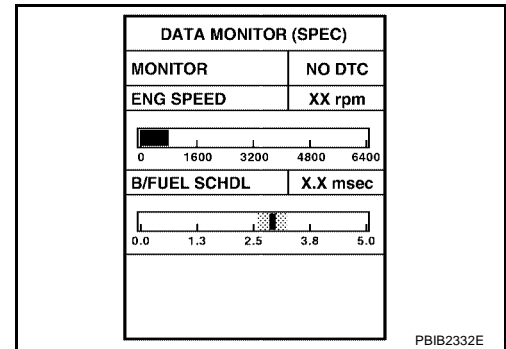 DATA MONITOR (SPEC)
MONITOR NO DTC
ENG SPEED XX rpm
0 1600 3200 4800 6400
B/FUEL SCHDL X.X msec
0.0 1.3 2.5 3.8 5.0
PBIB2332E